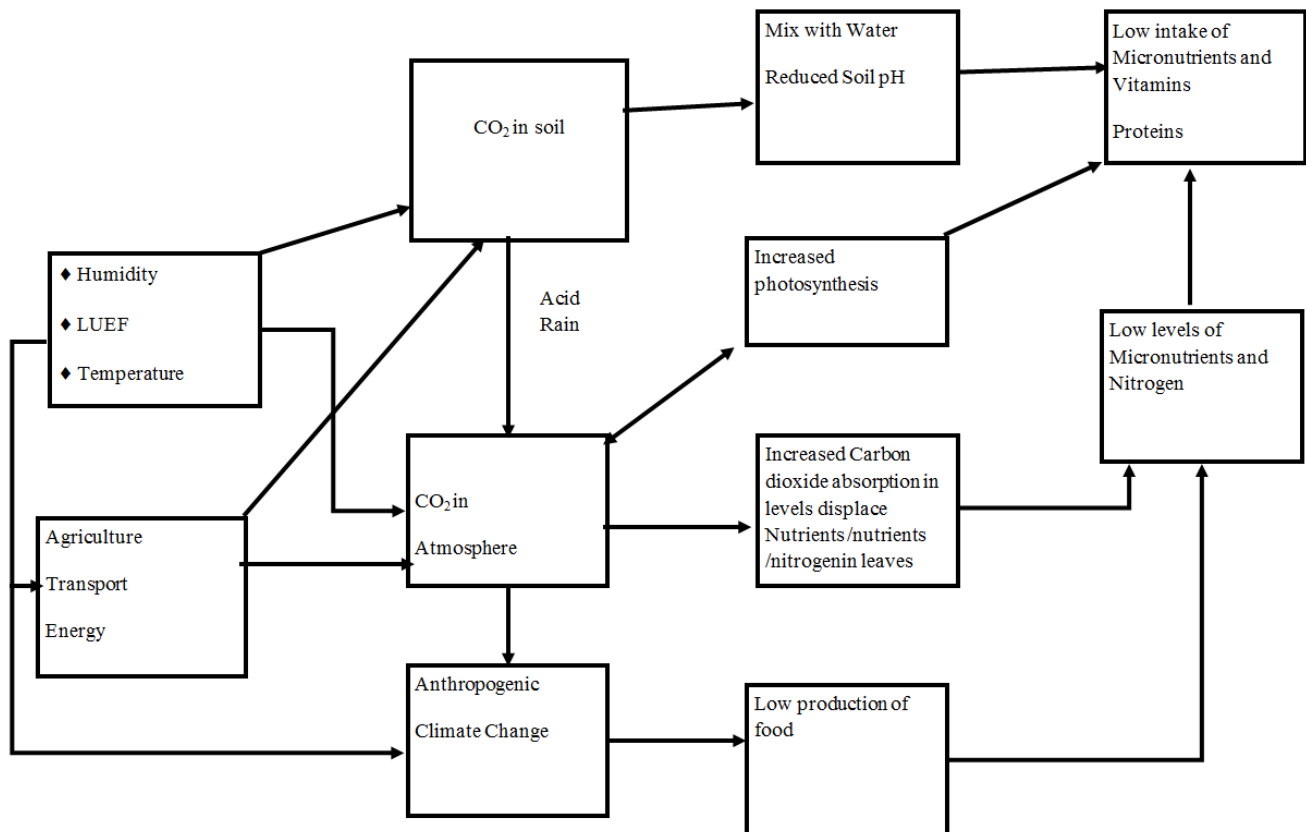 Mix with Water
Reduced Soil pH
Low intake of
Micronutrients and
Vitamins
Proteins
CO₂ in soil
♦ Humidity
♦ LUEF
♦ Temperature
Acid
Rain
Increased
photosynthesis
Low levels of
Micronutrients and
Nitrogen
CO₂ in
Atmosphere
Increased Carbon
dioxide absorption in
levels displace
Nutrients /nutrients
/nitrogenin leaves
Agriculture
Transport
Energy
Anthropogenic
Climate Change
Low production of
food